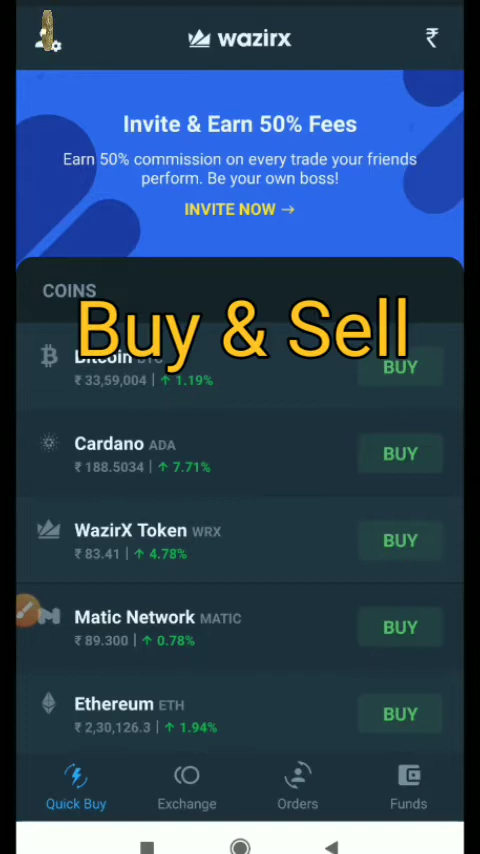 wazirx
₹
Invite & Earn 50% Fees
Earn 50% commission on every trade your friends
perform. Be your own boss!
INVITE NOW →
COINS
Buy & Sell
Bitcoin BTC
₹ 33,59,004 | ↑ 1.19%
BUY
Cardano ADA
₹ 188.5034 | ↑ 7.71%
BUY
WazirX Token WRX
₹ 83.41 | ↑ 4.78%
BUY
Matic Network MATIC
₹ 89.300 | ↑ 0.78%
BUY
Ethereum ETH
₹ 2,30,126.3 | ↑ 1.94%
BUY
Quick Buy Exchange Orders Funds